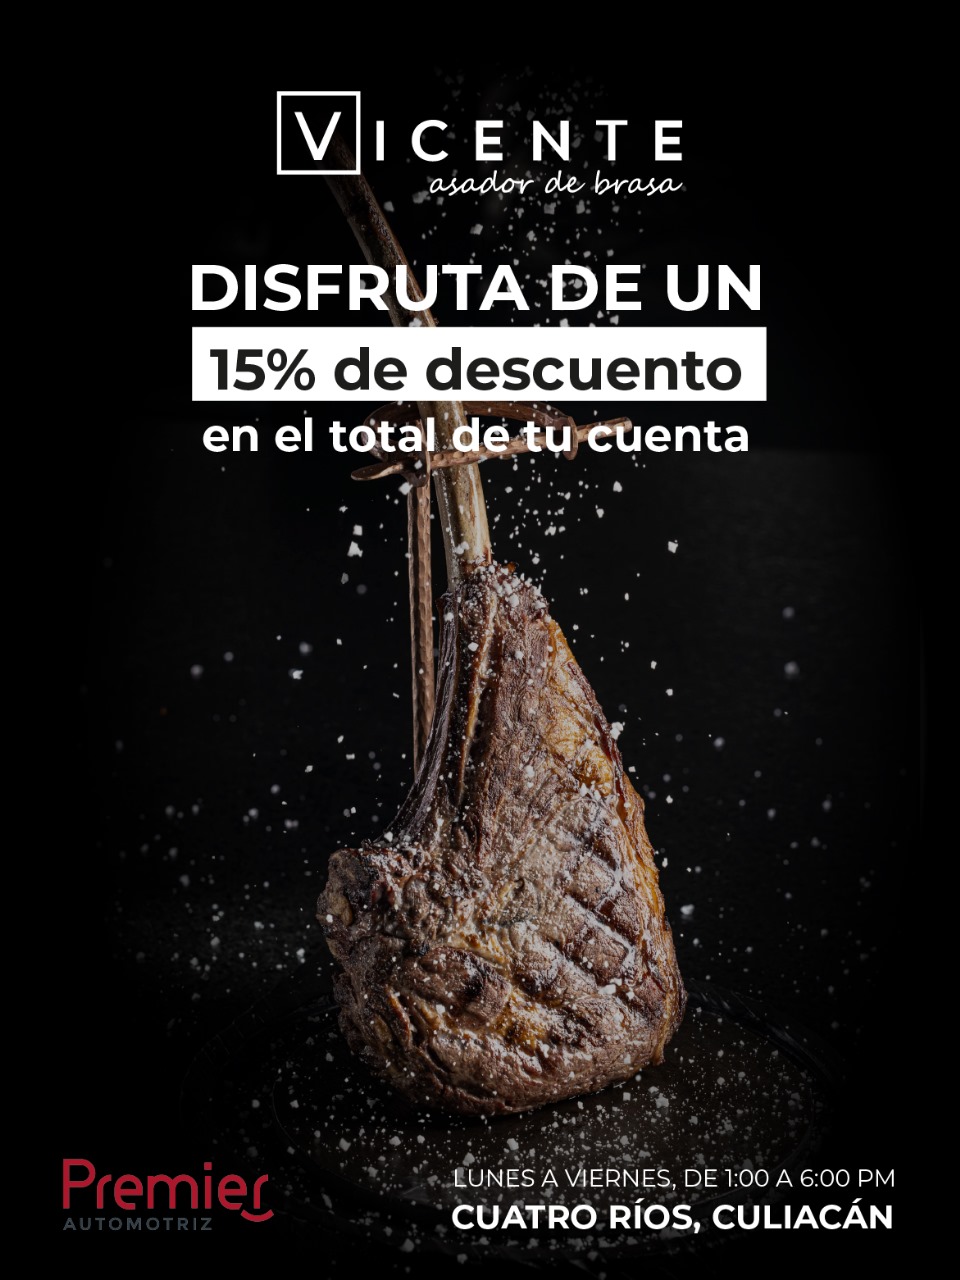 VICENTE
asador de brasa
DISFRUTA DE UN
15% de descuento
en el total de tu cuenta
Premier
AUTOMOTRIZ
LUNES A VIERNES, DE 1:00 A 6:00 PM
CUATRO RÍOS, CULIACÁN